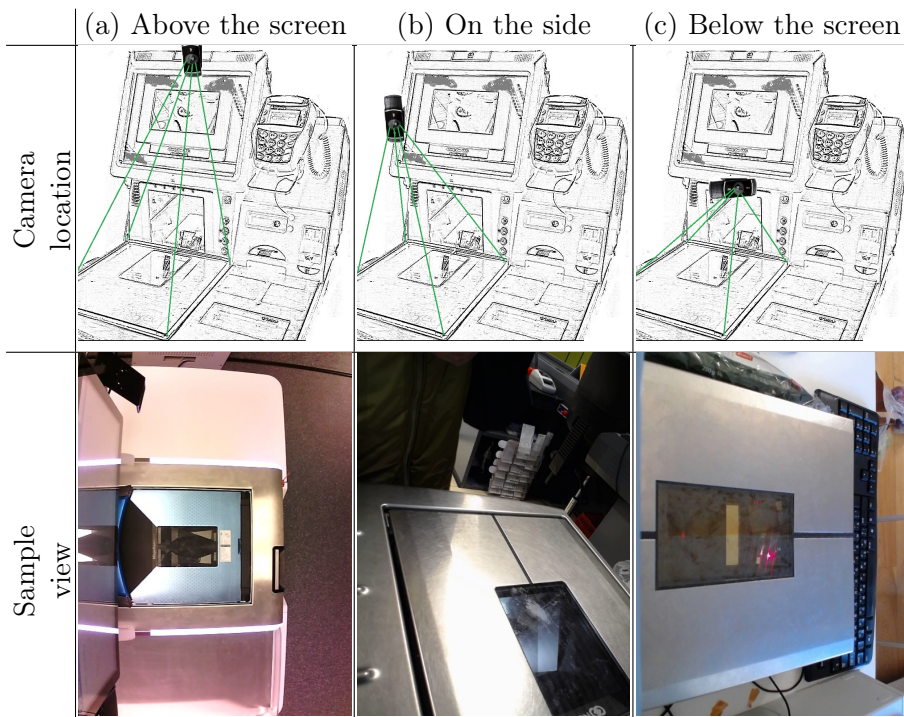 (a) Above the screen
(b) On the side
(c) Below the screen
Camera
location
Sample
view